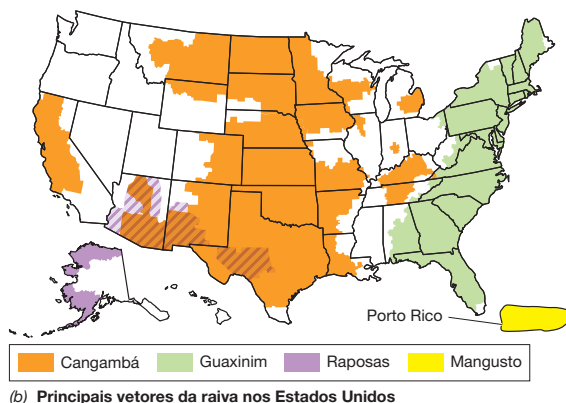 Porto Rico
Cangambá Guaxinim Raposas Mangusto
(b) Principais vetores da raiva nos Estados Unidos